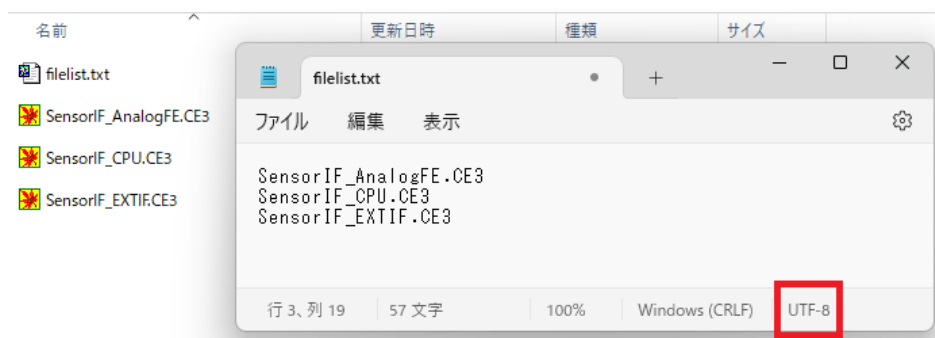 名前 更新日時 種類 サイズ
filelist.txt
SensorIF_AnalogFE.CE3
SensorIF_CPU.CE3
SensorIF_EXTIF.CE3
filelist.txt
ファイル 編集 表示
SensorIF_AnalogFE.CE3
SensorIF_CPU.CE3
SensorIF_EXTIF.CE3
行 3、列 19 57 文字 100% Windows (CRLF) UTF-8